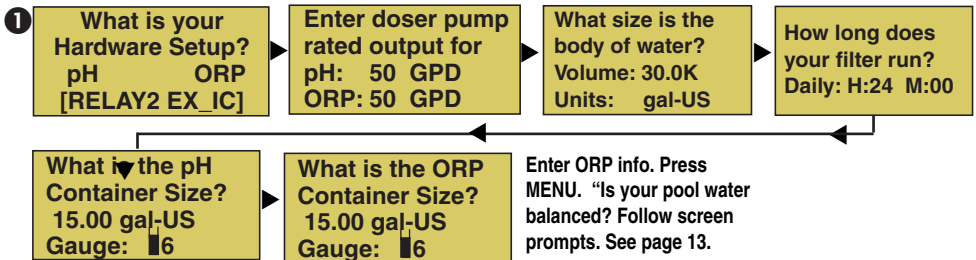 ❶
What is your
Hardware Setup?
pH ORP
[RELAY2 EX_IC]
Enter doser pump
rated output for
pH: 50 GPD
ORP: 50 GPD
What size is the
body of water?
Volume: 30.0K
Units: gal-US
How long does
your filter run?
Daily: H:24 M:00
What is the pH
Container Size?
15.00 gal-US
Gauge: 6
What is the ORP
Container Size?
15.00 gal-US
Gauge: 6
Enter ORP info. Press
MENU. “Is your pool water
balanced? Follow screen
prompts. See page 13.